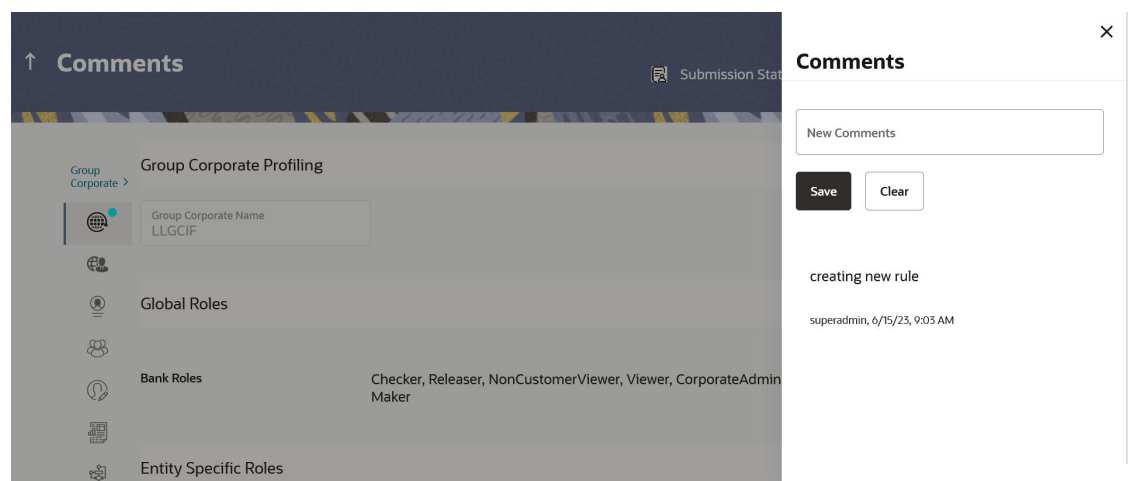 Comments
Submission Stat
Group
Corporate >
Group Corporate Profiling
Group Corporate Name
LLGCIF
Global Roles
Bank Roles
Checker, Releaser, NonCustomerViewer, Viewer, CorporateAdmin
Maker
Entity Specific Roles
Comments
New Comments
Save
Clear
creating new rule
superadmin, 6/15/23, 9:03 AM